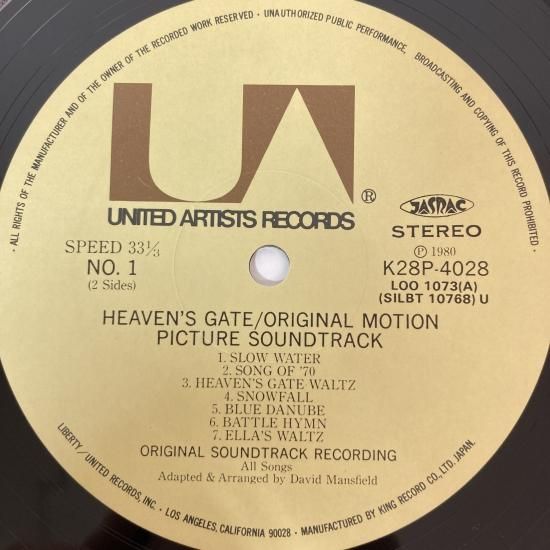 · ALL RIGHTS OF THE MANUFACTURER AND OF THE OWNER OF THE RECORDED WORK RESERVED · UNAUTHORIZED PUBLIC PERFORMANCE, BROADCASTING AND COPYING OF THIS RECORD PROHIBITED ·
UA ®
UNITED ARTISTS RECORDS
JASRAC
STEREO
SPEED 33⅓
NO. 1
(2 Sides)
Ⓟ 1980
K28P-4028
LOO 1073(A)
(SILBT 10768) U
HEAVEN'S GATE/ORIGINAL MOTION
PICTURE SOUNDTRACK
1. SLOW WATER
2. SONG OF '70
3. HEAVEN'S GATE WALTZ
4. SNOWFALL
5. BLUE DANUBE
6. BATTLE HYMN
7. ELLA'S WALTZ
ORIGINAL SOUNDTRACK RECORDING
All Songs
Adapted & Arranged by David Mansfield
LIBERTY/UNITED RECORDS, INC. · LOS ANGELES, CALIFORNIA 90028 · MANUFACTURED BY KING RECORD CO., LTD. JAPAN.